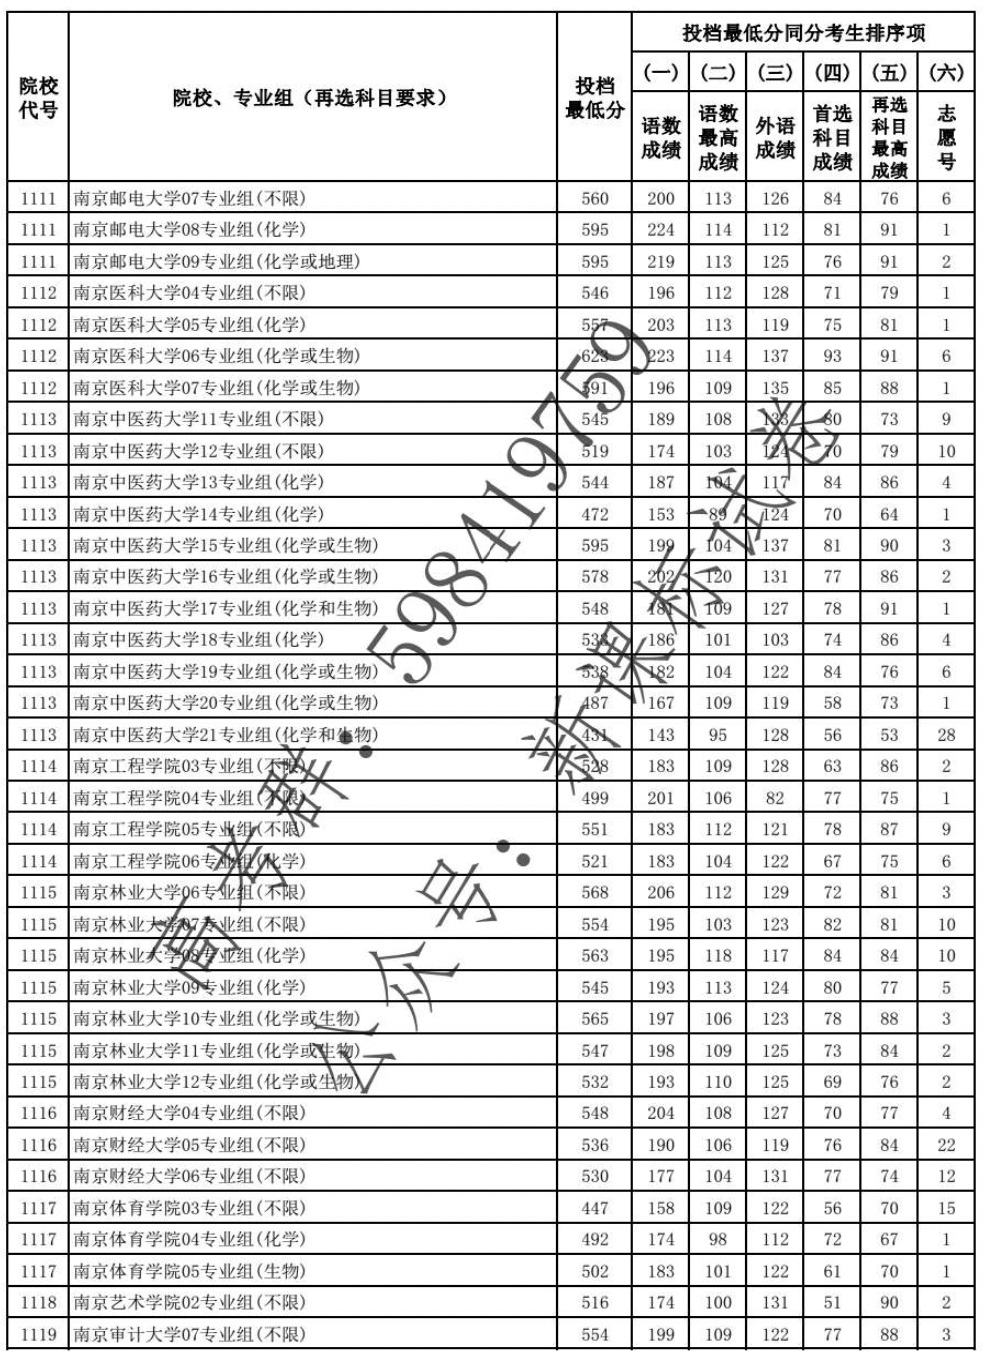 院校代号 院校、专业组（再选科目要求） 投档最低分 投档最低分同分考生排序项
（一） （二） （三） （四） （五） （六）
语数成绩 语数最高成绩 外语成绩 首选科目成绩 再选科目最高成绩 志愿号
1111 南京邮电大学07专业组(不限) 560 200 113 126 84 76 6
1111 南京邮电大学08专业组(化学) 595 224 114 112 81 91 1
1111 南京邮电大学09专业组(化学或地理) 595 219 113 125 76 91 2
1112 南京医科大学04专业组(不限) 546 196 112 128 71 79 1
1112 南京医科大学05专业组(化学) 557 203 113 119 75 81 1
1112 南京医科大学06专业组(化学或生物) 623 223 114 137 93 91 6
1112 南京医科大学07专业组(化学或生物) 591 196 109 135 85 88 1
1113 南京中医药大学11专业组(不限) 545 189 108 133 80 73 9
1113 南京中医药大学12专业组(不限) 519 174 103 124 70 79 10
1113 南京中医药大学13专业组(化学) 544 187 104 117 84 86 4
1113 南京中医药大学14专业组(化学) 472 153 89 124 70 64 1
1113 南京中医药大学15专业组(化学或生物) 595 199 104 137 81 90 3
1113 南京中医药大学16专业组(化学或生物) 578 202 120 131 77 86 2
1113 南京中医药大学17专业组(化学和生物) 548 181 109 127 78 91 1
1113 南京中医药大学18专业组(化学) 533 186 101 103 74 86 4
1113 南京中医药大学19专业组(化学或生物) 538 182 104 122 84 76 6
1113 南京中医药大学20专业组(化学或生物) 487 167 109 119 58 73 1
1113 南京中医药大学21专业组(化学和生物) 431 143 95 128 56 53 28
1114 南京工程学院03专业组(不限) 528 183 109 128 63 86 2
1114 南京工程学院04专业组(不限) 499 201 106 82 77 75 1
1114 南京工程学院05专业组(不限) 551 183 112 121 78 87 9
1114 南京工程学院06专业组(化学) 521 183 104 122 67 75 6
1115 南京林业大学06专业组(不限) 568 206 112 129 72 81 3
1115 南京林业大学07专业组(不限) 554 195 103 123 82 81 10
1115 南京林业大学08专业组(化学) 563 195 118 117 84 84 10
1115 南京林业大学09专业组(化学) 545 193 113 124 80 77 5
1115 南京林业大学10专业组(化学或生物) 565 197 106 123 78 88 3
1115 南京林业大学11专业组(化学或生物) 547 198 109 125 73 84 2
1115 南京林业大学12专业组(化学或生物) 532 193 110 125 69 76 2
1116 南京财经大学04专业组(不限) 548 204 108 127 70 77 4
1116 南京财经大学05专业组(不限) 536 190 106 119 76 84 22
1116 南京财经大学06专业组(不限) 530 177 104 131 77 74 12
1117 南京体育学院03专业组(不限) 447 158 109 122 56 70 15
1117 南京体育学院04专业组(化学) 492 174 98 112 72 67 1
1117 南京体育学院05专业组(生物) 502 183 101 122 61 70 1
1118 南京艺术学院02专业组(不限) 516 174 100 131 51 90 2
1119 南京审计大学07专业组(不限) 554 199 109 122 77 88 3
高考群：598419759
公众号：新课标试卷